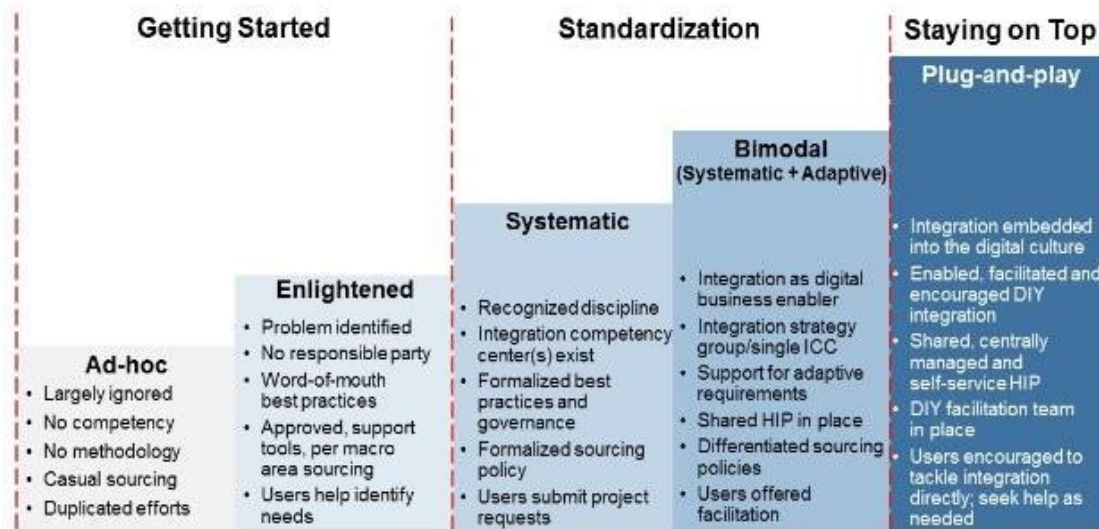 Getting Started
Standardization
Staying on Top
Ad-hoc
• Largely ignored
• No competency
• No methodology
• Casual sourcing
• Duplicated efforts
Enlightened
• Problem identified
• No responsible party
• Word-of-mouth
best practices
• Approved, support
tools, per macro
area sourcing
• Users help identify
needs
Systematic
• Recognized discipline
• Integration competency
center(s) exist
• Formalized best
practices and
governance
• Formalized sourcing
policy
• Users submit project
requests
Bimodal
(Systematic + Adaptive)
• Integration as digital
business enabler
• Integration strategy
group/single ICC
• Support for adaptive
requirements
• Shared HIP in place
• Differentiated sourcing
policies
• Users offered
facilitation
Plug-and-play
• Integration embedded
into the digital culture
• Enabled, facilitated and
encouraged DIY
integration
• Shared, centrally
managed and
self-service HIP
• DIY facilitation team
in place
• Users encouraged to
tackle integration
directly; seek help as
needed